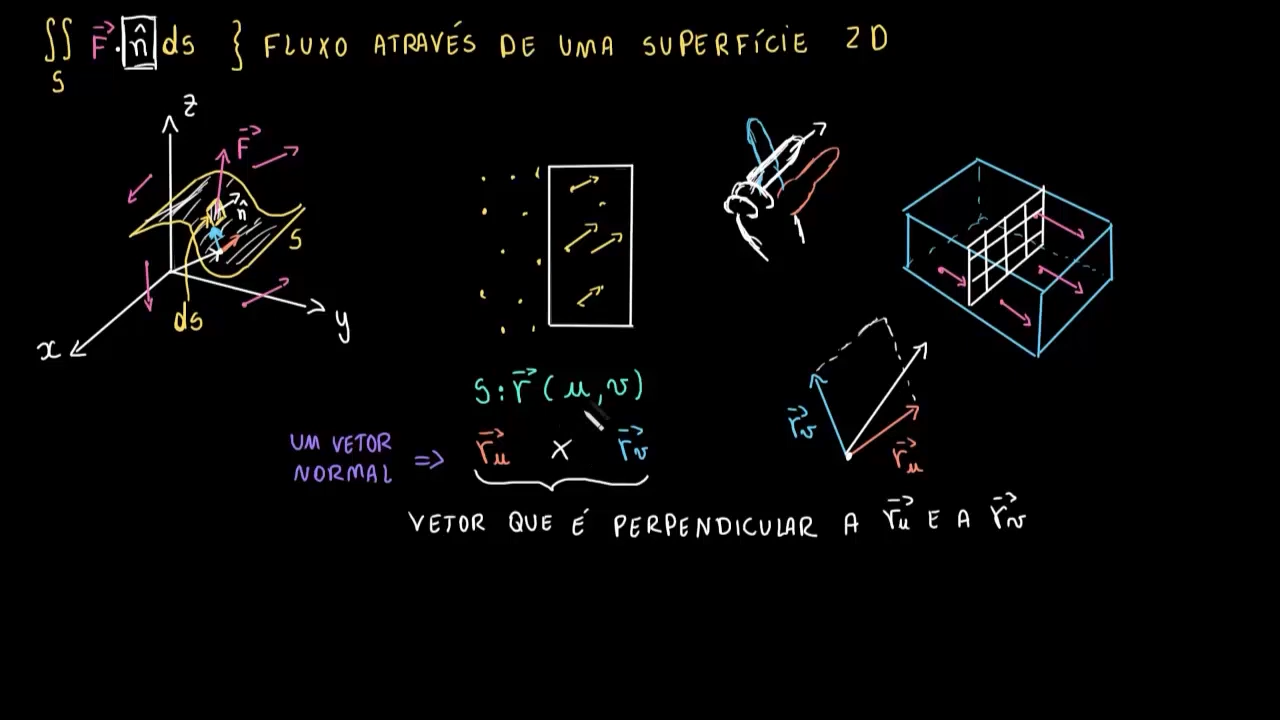 ∬ F⃗ · n̂ ds } FLUXO ATRAVÉS DE UMA SUPERFÍCIE 2D
S
z
F⃗
n̂
S
ds
y
x
S : r⃗ (u, v)
UM VETOR NORMAL ⇒ r⃗u × r⃗v
r⃗v
r⃗u
VETOR QUE É PERPENDICULAR A r⃗u E A r⃗v